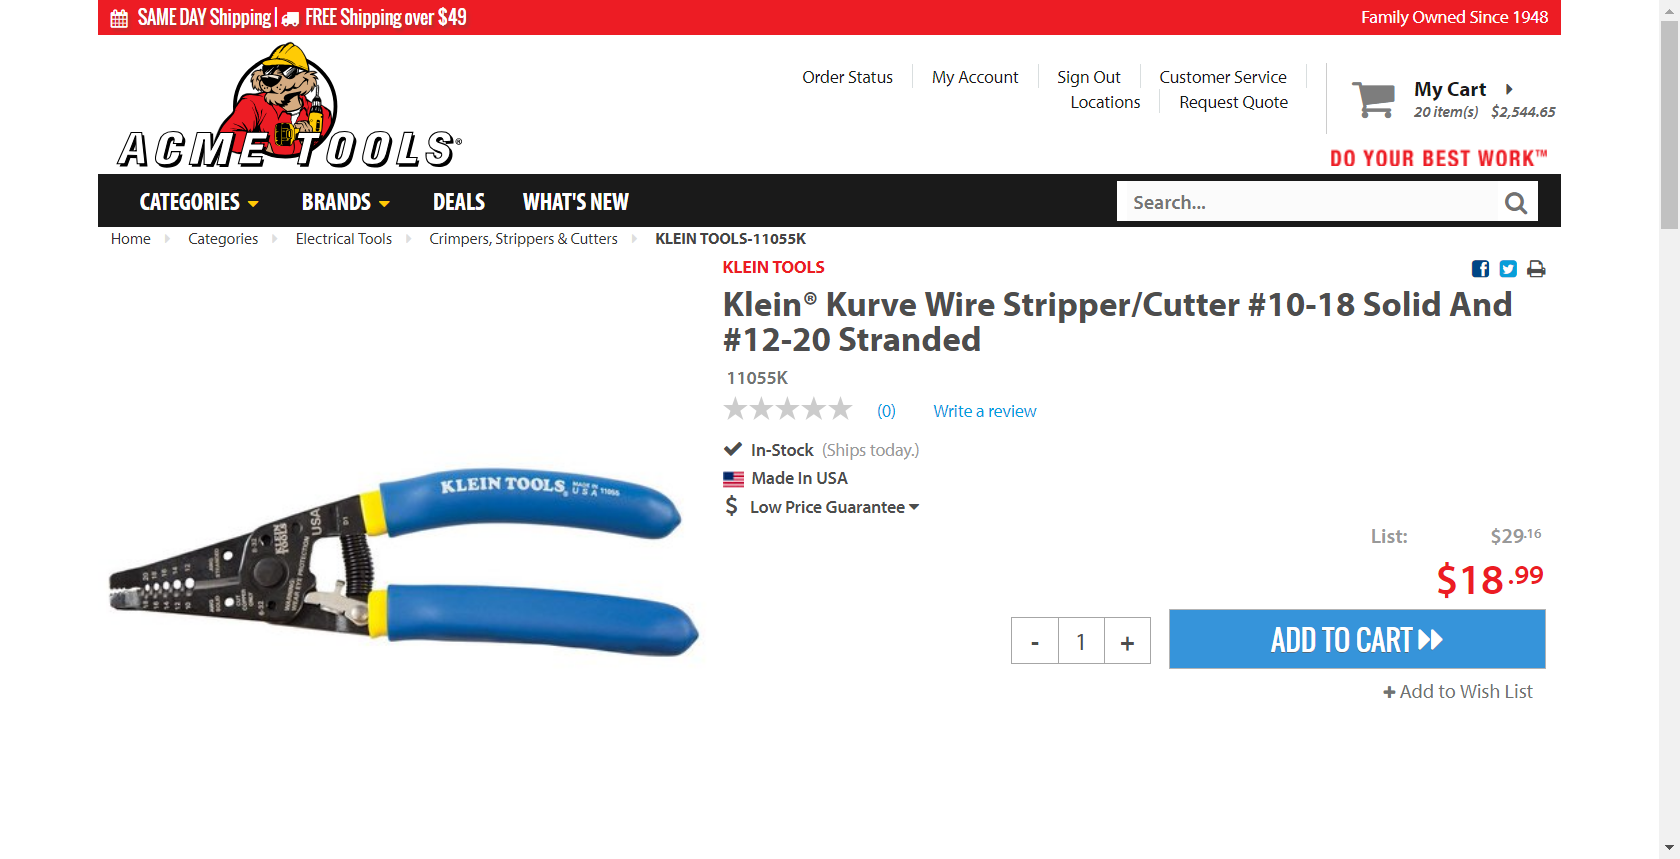 SAME DAY Shipping | FREE Shipping over $49
Family Owned Since 1948
ACME TOOLS®
Order Status
My Account
Sign Out
Customer Service
Locations
Request Quote
My Cart
20 item(s) $2,544.65
DO YOUR BEST WORK™
CATEGORIES
BRANDS
DEALS
WHAT'S NEW
Search...
Home
Categories
Electrical Tools
Crimpers, Strippers & Cutters
KLEIN TOOLS-11055K
KLEIN TOOLS
Klein® Kurve Wire Stripper/Cutter #10-18 Solid And
#12-20 Stranded
11055K
(0)
Write a review
In-Stock (Ships today.)
Made In USA
$ Low Price Guarantee
KLEIN TOOLS® MADE IN USA 11055
KLEIN TOOLS
USA
List: $29.16
$18.99
- 1 +
ADD TO CART
+ Add to Wish List